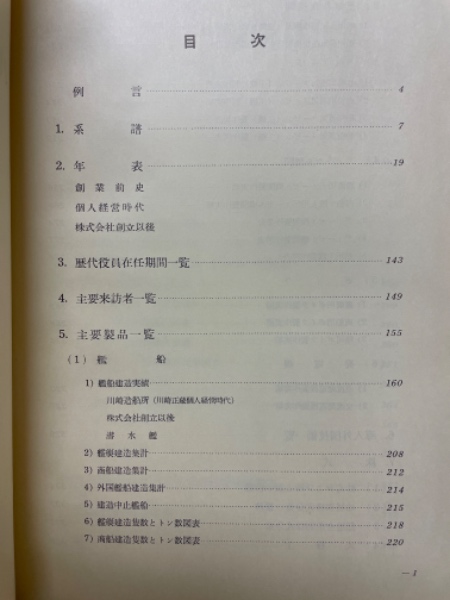 目次
例言 4
1. 系譜 7
2. 年表 19
創業前史
個人経営時代
株式会社創立以後
3. 歴代役員在任期間一覧 143
4. 主要来訪者一覧 149
5. 主要製品一覧 155
(1) 艦船
1) 艦船建造実績 160
川崎造船所 (川崎正蔵個人経営時代)
株式会社創立以後
潜水艦
2) 艦艇建造集計 208
3) 商船建造集計 212
4) 外国艦船建造集計 214
5) 建造中止艦船 215
6) 艦艇建造隻数とトン数図表 218
7) 商船建造隻数とトン数図表 220
— 1